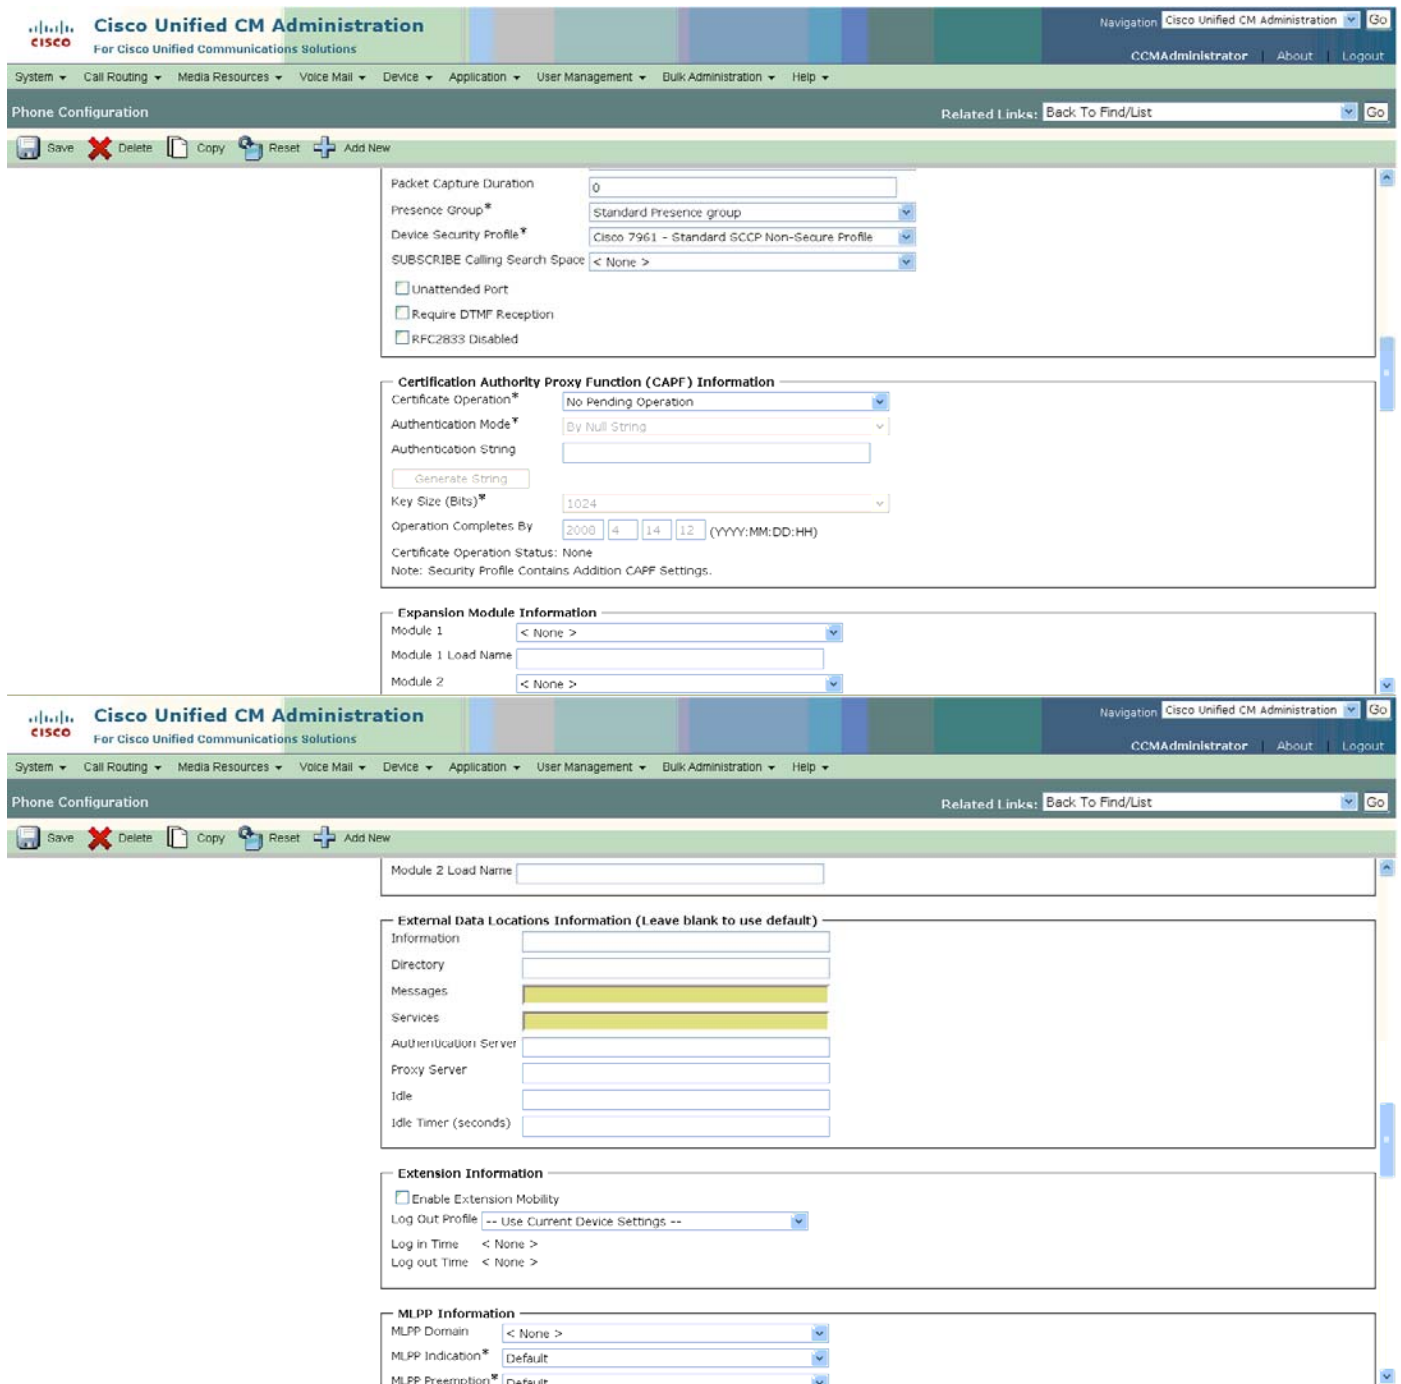 Cisco Unified CM Administration
Navigation Cisco Unified CM Administration Go
CISCO
For Cisco Unified Communications Solutions
CCMAdministrator | About | Logout
System Call Routing Media Resources Voice Mail Device Application User Management Bulk Administration Help
Phone Configuration
Related Links: Back To Find/List Go
Save Delete Copy Reset Add New
Packet Capture Duration 0
Presence Group* Standard Presence group
Device Security Profile* Cisco 7961 - Standard SCCP Non-Secure Profile
SUBSCRIBE Calling Search Space < None >
Unattended Port
Require DTMF Reception
RFC2833 Disabled
Certification Authority Proxy Function (CAPF) Information
Certificate Operation* No Pending Operation
Authentication Mode* By Null String
Authentication String
Generate String
Key Size (Bits)* 1024
Operation Completes By 2008 4 14 12 (YYYY:MM:DD:HH)
Certificate Operation Status: None
Note: Security Profile Contains Addition CAPF Settings.
Expansion Module Information
Module 1 < None >
Module 1 Load Name
Module 2 < None >
Cisco Unified CM Administration
Navigation Cisco Unified CM Administration Go
CISCO
For Cisco Unified Communications Solutions
CCMAdministrator | About | Logout
System Call Routing Media Resources Voice Mail Device Application User Management Bulk Administration Help
Phone Configuration
Related Links: Back To Find/List Go
Save Delete Copy Reset Add New
Module 2 Load Name
External Data Locations Information (Leave blank to use default)
Information
Directory
Messages
Services
Authentication Server
Proxy Server
Idle
Idle Timer (seconds)
Extension Information
Enable Extension Mobility
Log Out Profile -- Use Current Device Settings --
Log in Time < None >
Log out Time < None >
MLPP Information
MLPP Domain < None >
MLPP Indication* Default
MLPP Preemption* Default